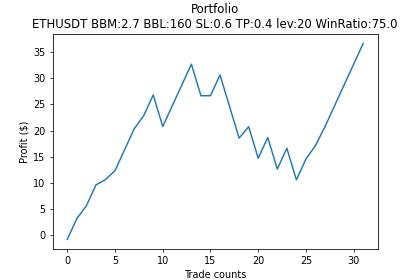 Portfolio
ETHUSDT BBM:2.7 BBL:160 SL:0.6 TP:0.4 lev:20 WinRatio:75.0
Profit ($)
35
30
25
20
15
10
5
0
0 5 10 15 20 25 30
Trade counts